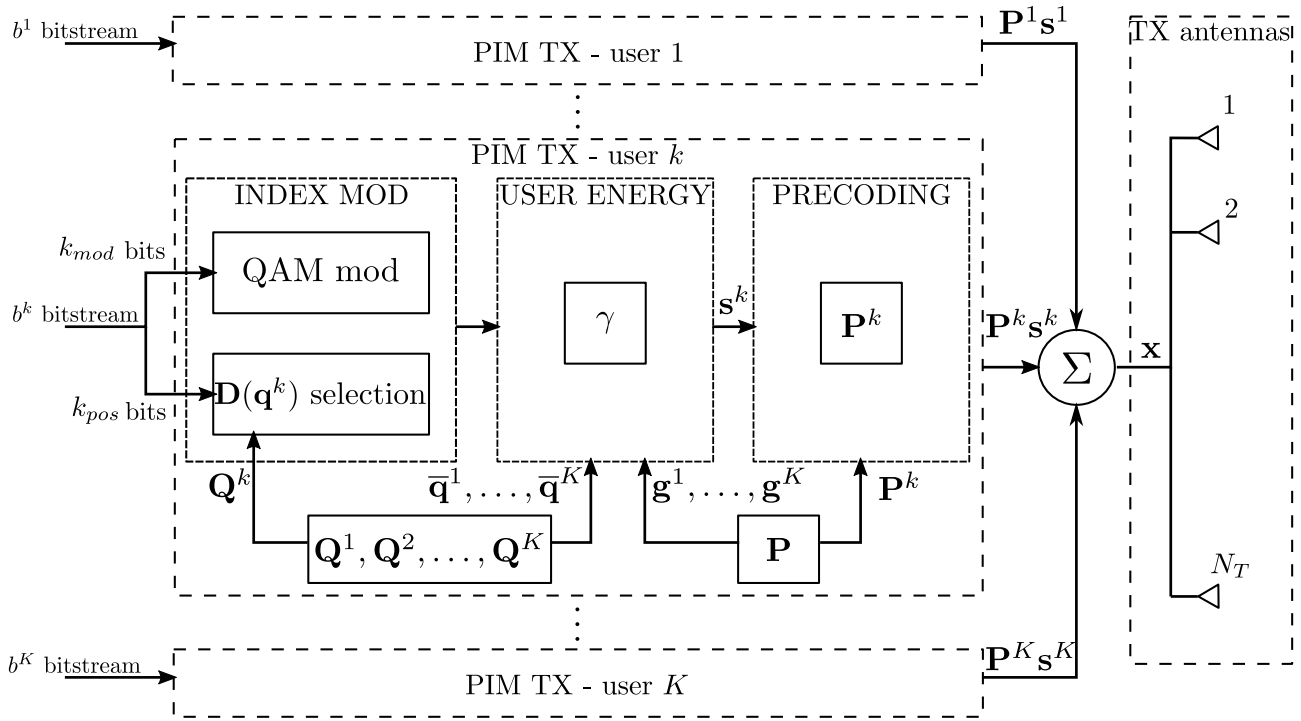 b¹ bitstream
PIM TX - user 1
P¹s¹
TX antennas
1
2
N_T
⋮
PIM TX - user k
INDEX MOD
USER ENERGY
PRECODING
k_mod bits
QAM mod
b^k bitstream
γ
s^k
P^k
P^k s^k
Σ
x
D(q^k) selection
k_pos bits
Q^k
q̅¹, . . . , q̅^K
g¹, . . . , g^K
P^k
Q¹, Q², . . . , Q^K
P
⋮
b^K bitstream
PIM TX - user K
P^K s^K